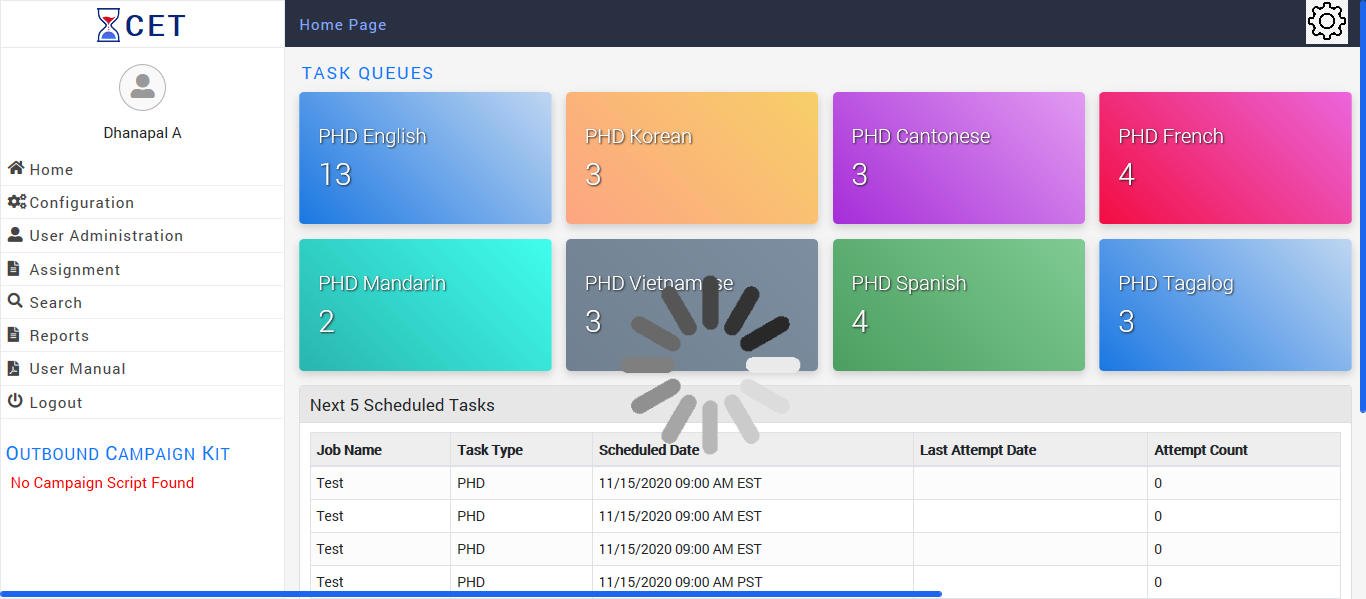 CET
Home Page
Dhanapal A
Home
Configuration
User Administration
Assignment
Search
Reports
User Manual
Logout
OUTBOUND CAMPAIGN KIT
No Campaign Script Found
TASK QUEUES
PHD English
13
PHD Korean
3
PHD Cantonese
3
PHD French
4
PHD Mandarin
2
PHD Vietnamese
3
PHD Spanish
4
PHD Tagalog
3
Next 5 Scheduled Tasks
Job Name Task Type Scheduled Date Last Attempt Date Attempt Count
Test PHD 11/15/2020 09:00 AM EST 0
Test PHD 11/15/2020 09:00 AM EST 0
Test PHD 11/15/2020 09:00 AM EST 0
Test PHD 11/15/2020 09:00 AM PST 0